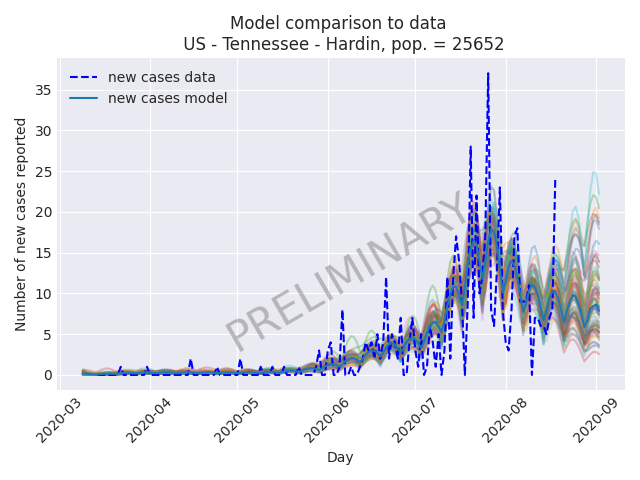 Model comparison to data
US - Tennessee - Hardin, pop. = 25652
new cases data
new cases model
PRELIMINARY
Number of new cases reported
35
30
25
20
15
10
5
0
2020-03
2020-04
2020-05
2020-06
2020-07
2020-08
2020-09
Day